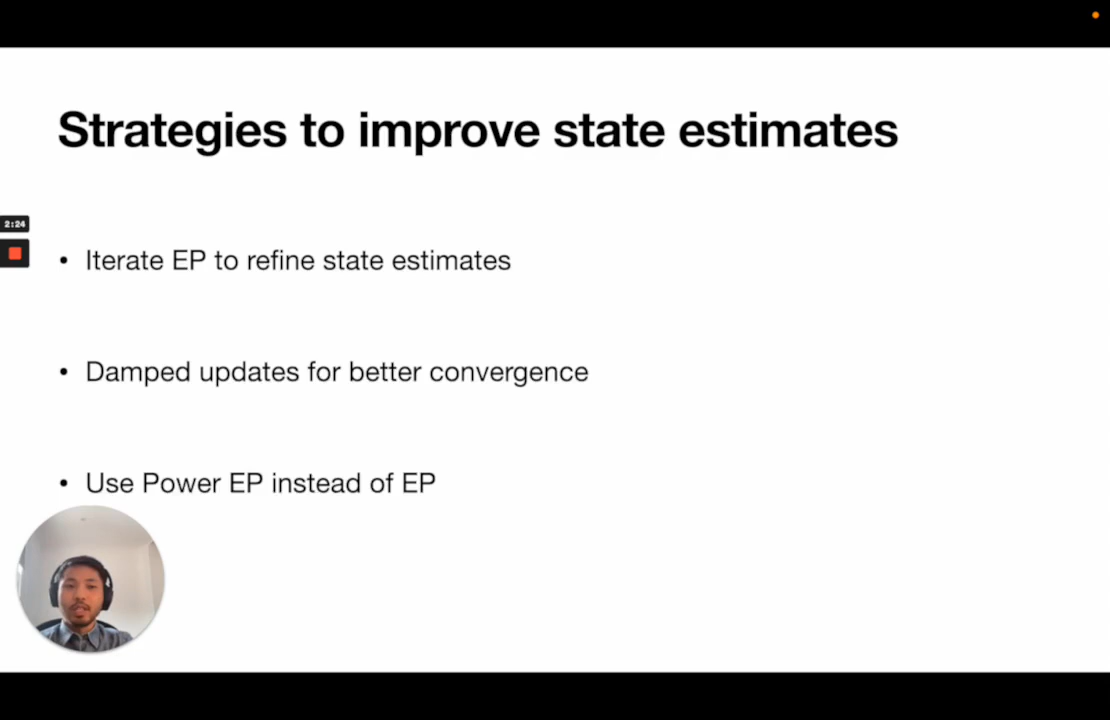 Strategies to improve state estimates
2:24
• Iterate EP to refine state estimates
• Damped updates for better convergence
• Use Power EP instead of EP